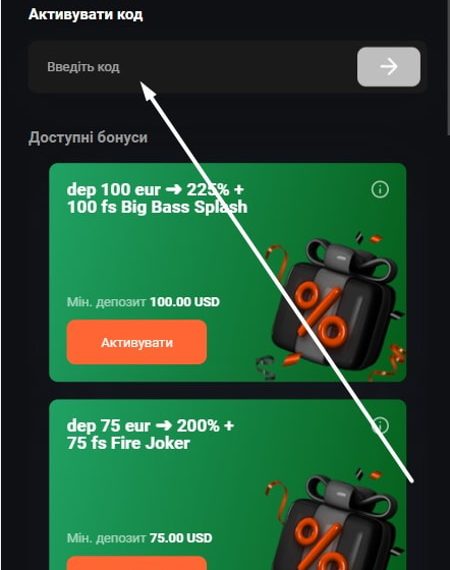 Активувати код
Введіть код
Доступні бонуси
dep 100 eur ➜ 225% +
100 fs Big Bass Splash
Мін. депозит 100.00 USD
Активувати
dep 75 eur ➜ 200% +
75 fs Fire Joker
Мін. депозит 75.00 USD